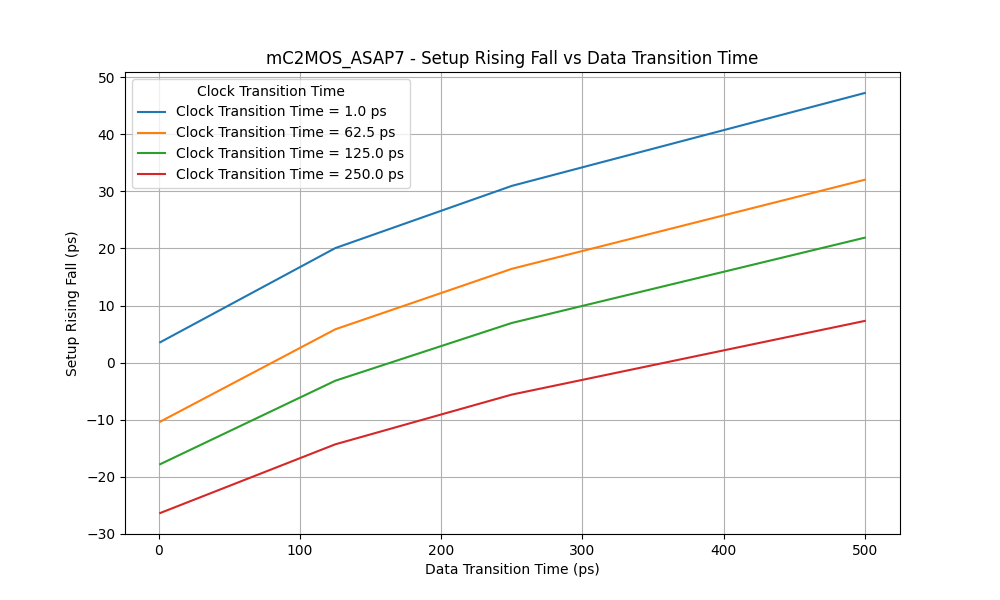 mC2MOS_ASAP7 - Setup Rising Fall vs Data Transition Time
Clock Transition Time
Clock Transition Time = 1.0 ps
Clock Transition Time = 62.5 ps
Clock Transition Time = 125.0 ps
Clock Transition Time = 250.0 ps
Setup Rising Fall (ps)
50
40
30
20
10
0
−10
−20
−30
0 100 200 300 400 500
Data Transition Time (ps)